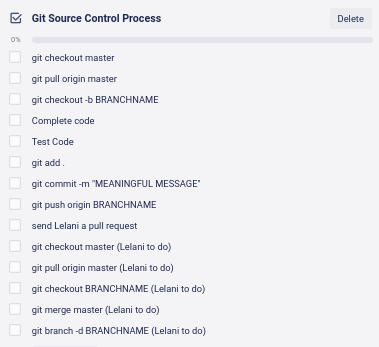 Git Source Control Process
Delete
0%
git checkout master
git pull origin master
git checkout -b BRANCHNAME
Complete code
Test Code
git add .
git commit -m "MEANINGFUL MESSAGE"
git push origin BRANCHNAME
send Lelani a pull request
git checkout master (Lelani to do)
git pull origin master (Lelani to do)
git checkout BRANCHNAME (Lelani to do)
git merge master (Lelani to do)
git branch -d BRANCHNAME (Lelani to do)